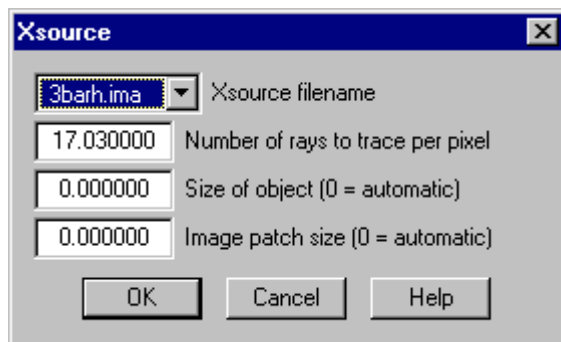 Xsource
3barh.ima Xsource filename
17.030000 Number of rays to trace per pixel
0.000000 Size of object (0 = automatic)
0.000000 Image patch size (0 = automatic)
OK Cancel Help